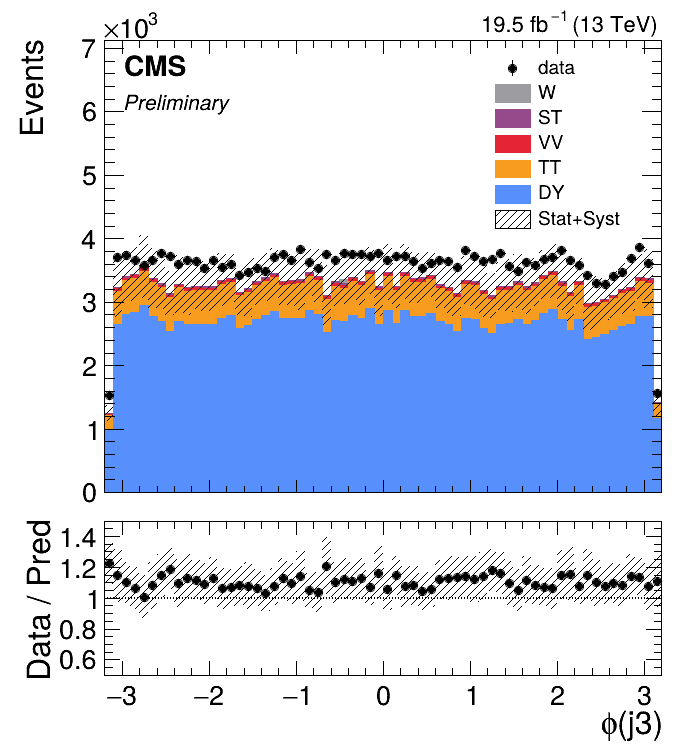 ×10³
19.5 fb⁻¹ (13 TeV)
Events
CMS
Preliminary
data
W
ST
VV
TT
DY
Stat+Syst
7
6
5
4
3
2
1
0
Data / Pred
1.4
1.2
1
0.8
0.6
−3 −2 −1 0 1 2 3
ϕ(j3)